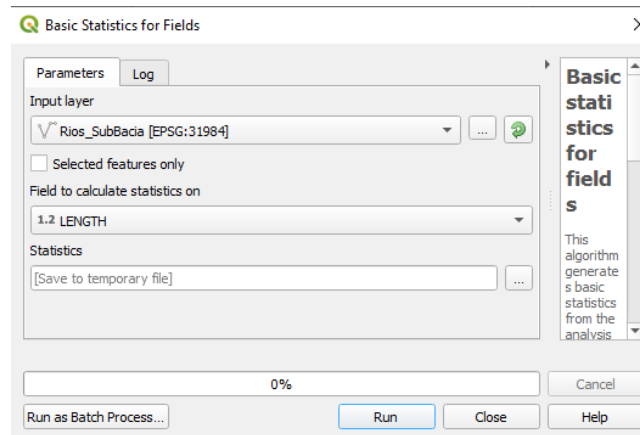 Basic Statistics for Fields
Parameters
Log
Input layer
Rios_SubBacia [EPSG:31984]
...
Selected features only
Field to calculate statistics on
1.2 LENGTH
Statistics
[Save to temporary file]
...
Basic
stati
stics
for
field
s
This
algorithm
generate
s basic
statistics
from the
analysis
0%
Cancel
Run as Batch Process...
Run
Close
Help